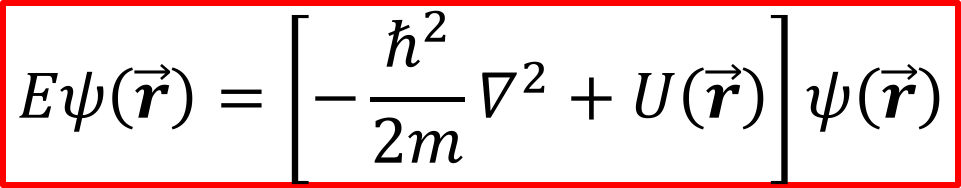 Eψ(r⃗) = [−ℏ²/2m ∇² + U(r⃗)] ψ(r⃗)